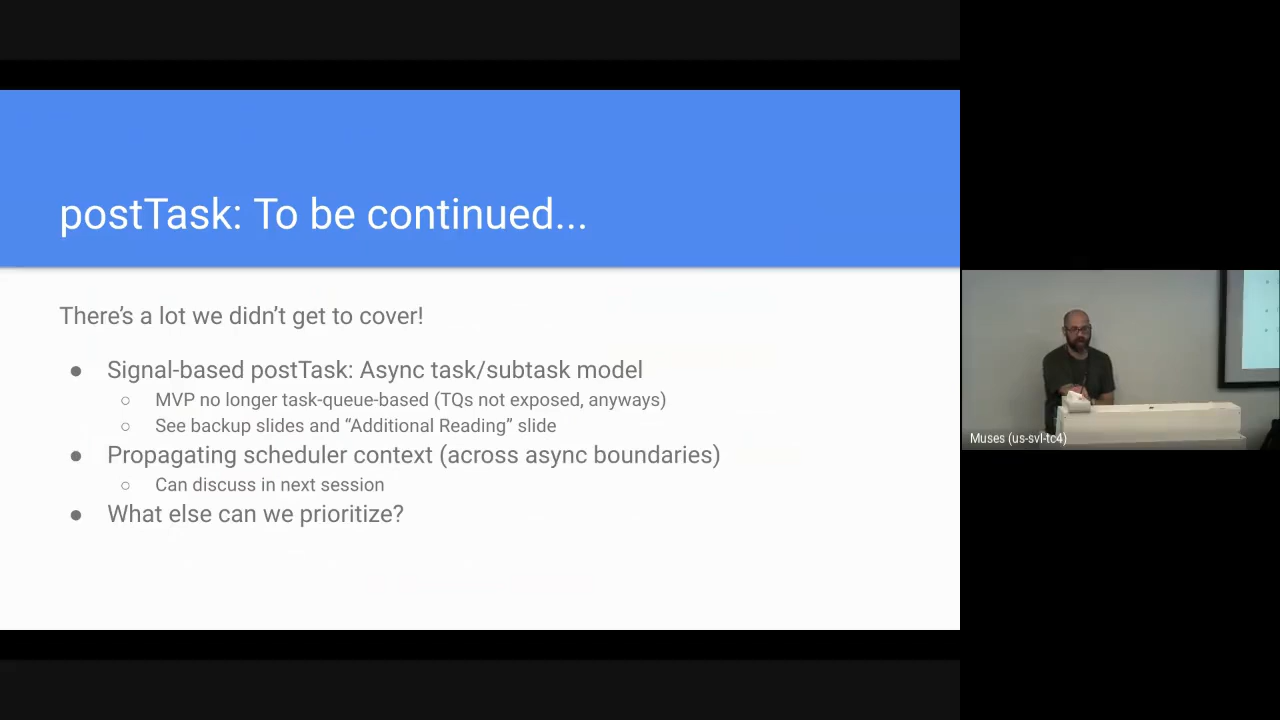 postTask: To be continued...
There’s a lot we didn’t get to cover!
● Signal-based postTask: Async task/subtask model
○ MVP no longer task-queue-based (TQs not exposed, anyways)
○ See backup slides and “Additional Reading” slide
● Propagating scheduler context (across async boundaries)
○ Can discuss in next session
● What else can we prioritize?
Muses (us-svl-tc4)